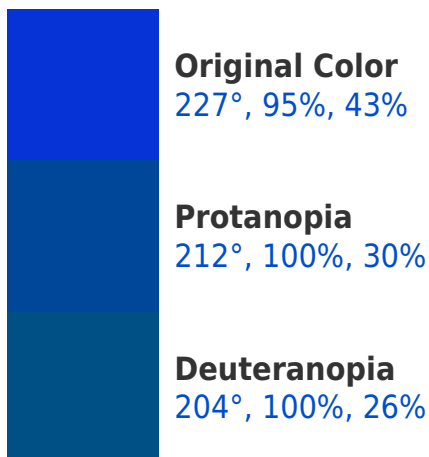 Original Color
227°, 95%, 43%
Protanopia
212°, 100%, 30%
Deuteranopia
204°, 100%, 26%